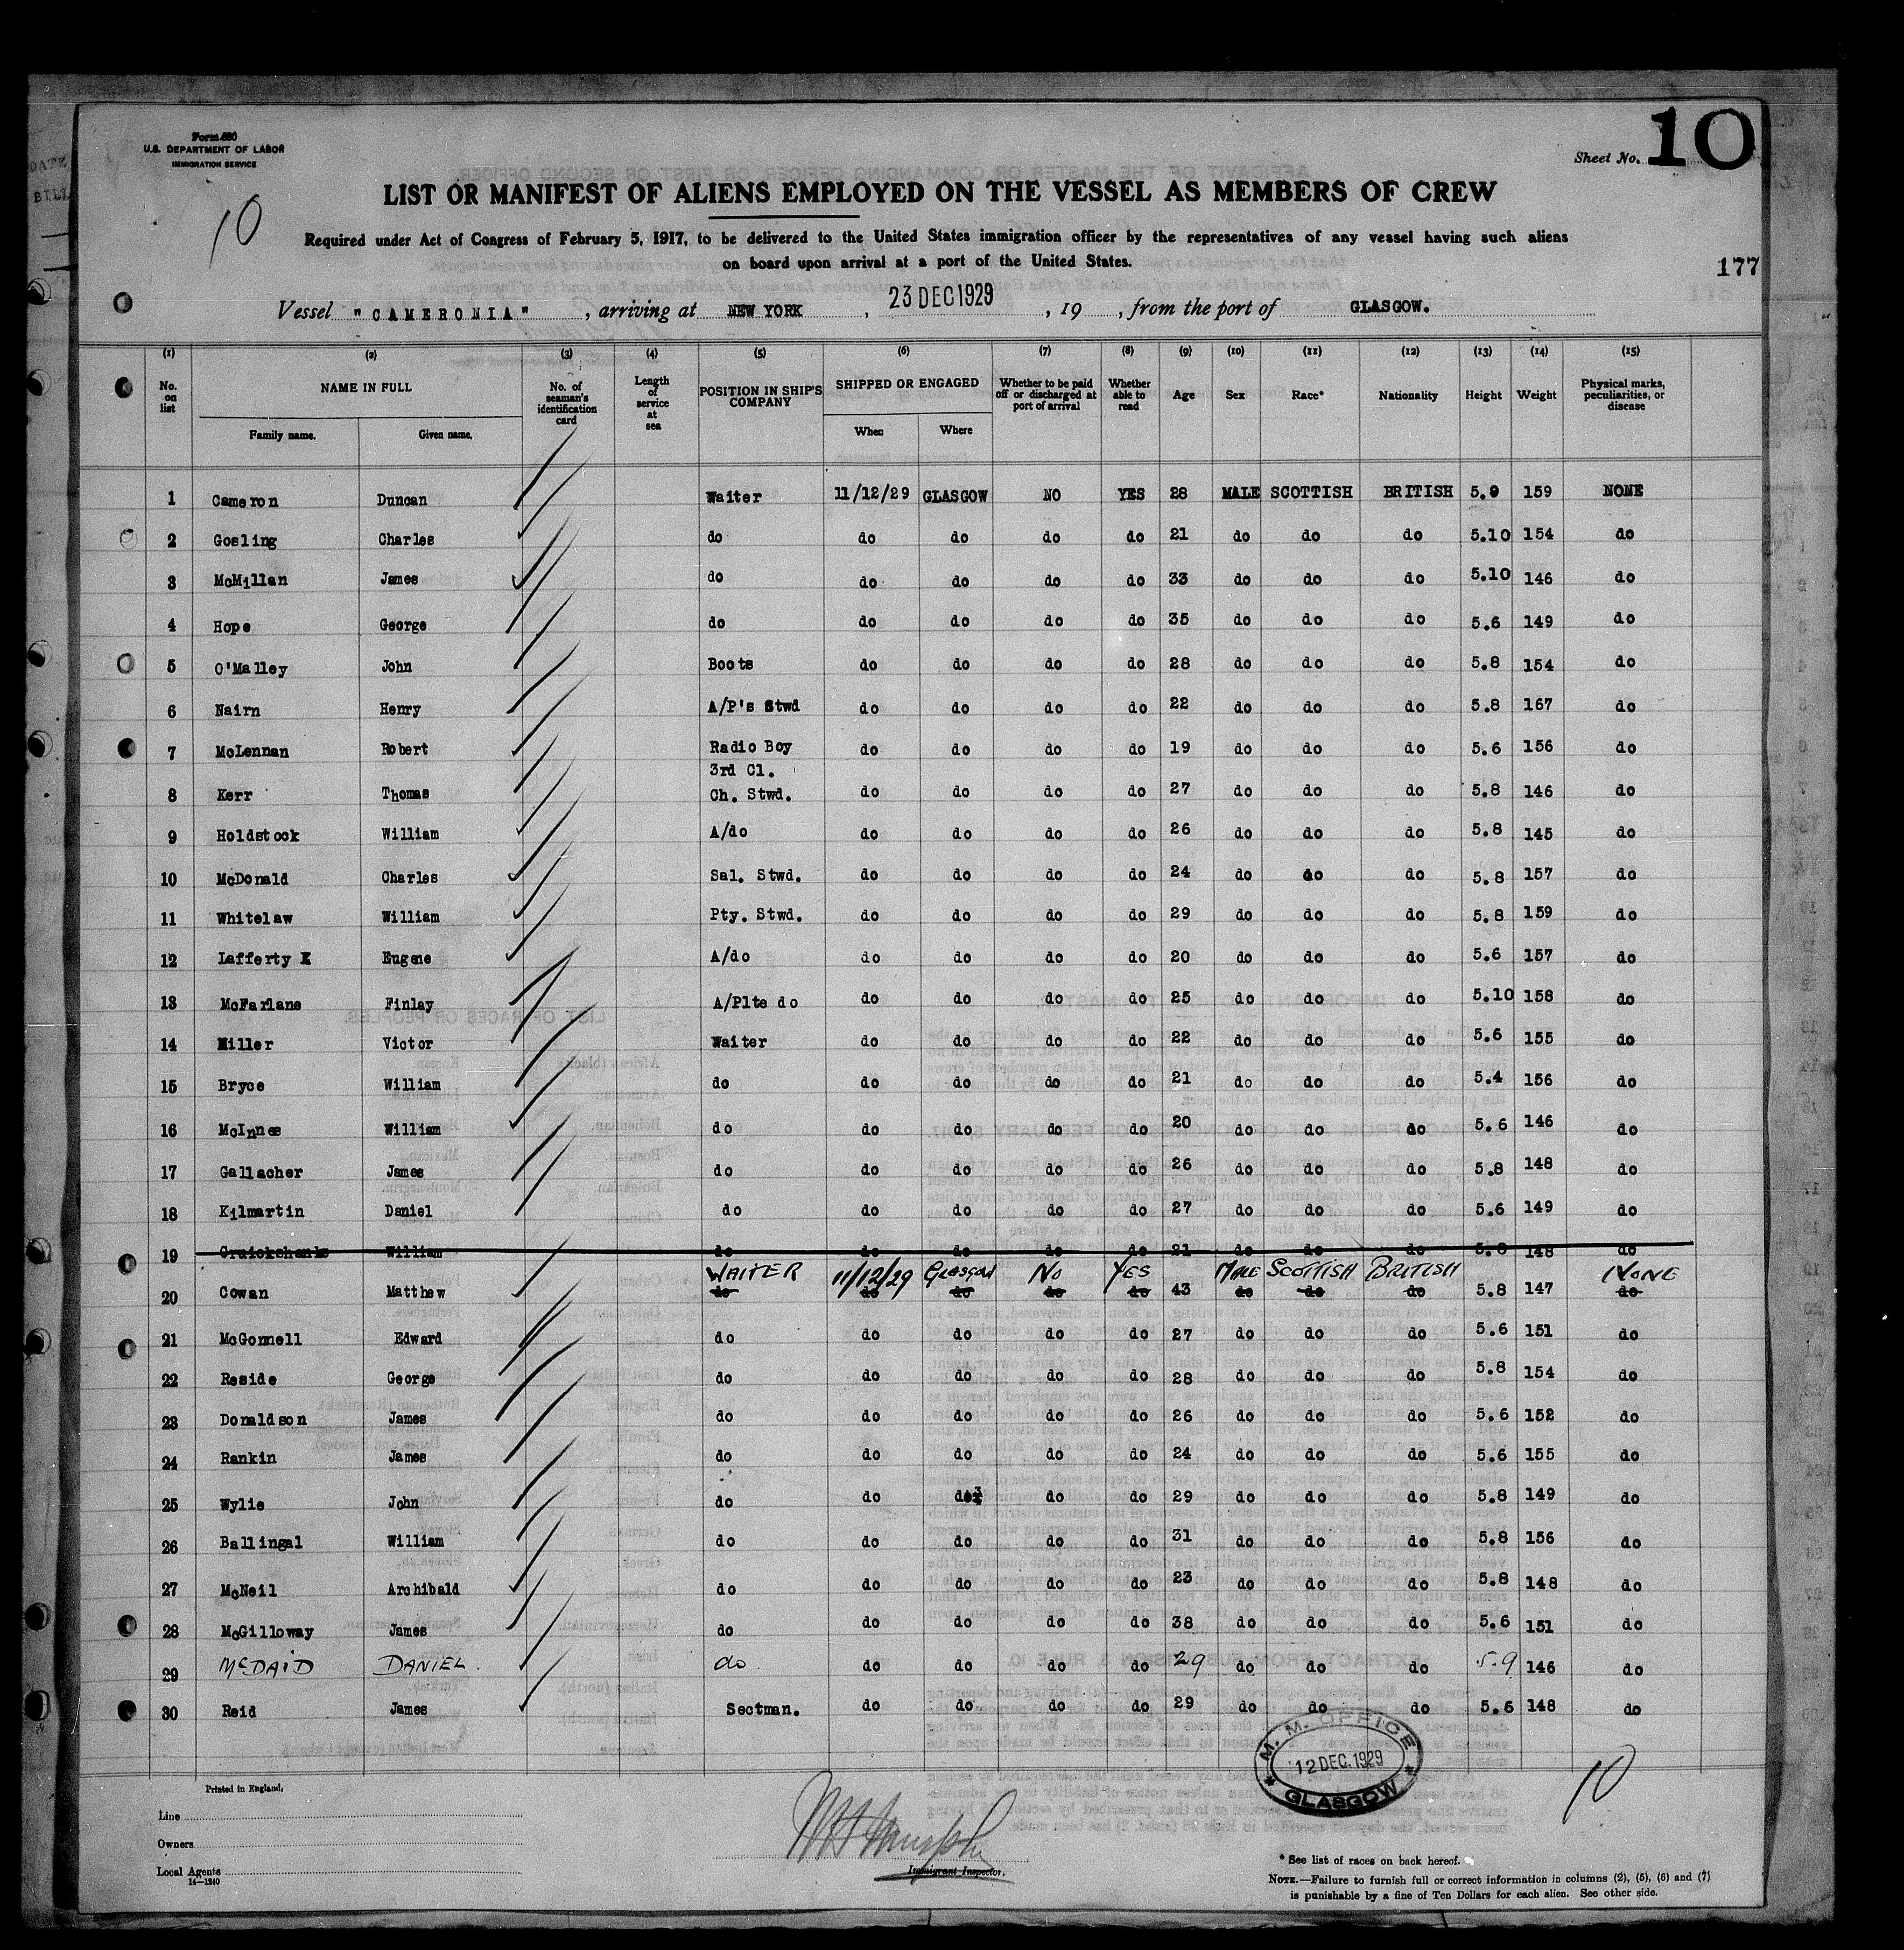 Form 680
U.S. DEPARTMENT OF LABOR
IMMIGRATION SERVICE
Sheet No. 10
10
LIST OR MANIFEST OF ALIENS EMPLOYED ON THE VESSEL AS MEMBERS OF CREW
Required under Act of Congress of February 5, 1917, to be delivered to the United States immigration officer by the representatives of any vessel having such aliens
on board upon arrival at a port of the United States.
177
Vessel "CAMERONIA", arriving at NEW YORK, 23 DEC 1929, 19 , from the port of GLASGOW.
(1) (2) (3) (4) (5) (6) (7) (8) (9) (10) (11) (12) (13) (14) (15)
No. on list NAME IN FULL No. of seaman's identification card Length of service at sea POSITION IN SHIP'S COMPANY SHIPPED OR ENGAGED Whether to be paid off or discharged at port of arrival Whether able to read Age Sex Race* Nationality Height Weight Physical marks, peculiarities, or disease
Family name. Given name. When Where
1 Cameron Duncan Waiter 11/12/29 GLASGOW NO YES 28 MALE SCOTTISH BRITISH 5.9 159 NONE
2 Gosling Charles do do do do do 21 do do do 5.10 154 do
3 McMillan James do do do do do 33 do do do 5.10 146 do
4 Hope George do do do do do 35 do do do 5.6 149 do
5 O'Malley John Boots do do do do 28 do do do 5.8 154 do
6 Nairn Henry A/P's Stwd do do do do 22 do do do 5.8 167 do
7 McLennan Robert Radio Boy do do do do 19 do do do 5.6 156 do
3rd Cl.
8 Kerr Thomas Ch. Stwd. do do do do 27 do do do 5.8 146 do
9 Holdstock William A/do do do do do 26 do do do 5.8 145 do
10 McDonald Charles Sal. Stwd. do do do do 24 do do do 5.8 157 do
11 Whitelaw William Pty. Stwd. do do do do 29 do do do 5.8 159 do
12 Lafferty Eugene A/do do do do do 20 do do do 5.6 157 do
13 McFarlane Finlay A/Plte do do do do do 25 do do do 5.10 158 do
14 Miller Victor Waiter do do do do 22 do do do 5.6 155 do
15 Bryce William do do do do do 21 do do do 5.4 156 do
16 McInnes William do do do do do 20 do do do 5.6 146 do
17 Gallacher James do do do do do 26 do do do 5.8 148 do
18 Kilmartin Daniel do do do do do 27 do do do 5.6 149 do
19 Cruickshanks William do do do do do 21 do do do 5.8 148 do
WAITER 11/12/29 Glasgow No YES MALE SCOTTISH BRITISH NONE
20 Cowan Matthew do do do do do 43 do do do 5.8 147 do
21 McGonnell Edward do do do do do 27 do do do 5.6 151 do
22 Reside George do do do do do 28 do do do 5.8 154 do
23 Donaldson James do do do do do 26 do do do 5.6 152 do
24 Rankin James do do do do do 24 do do do 5.6 155 do
25 Wylie John do do do do do 29 do do do 5.8 149 do
26 Ballingal William do do do do do 31 do do do 5.8 156 do
27 McNeil Archibald do do do do do 23 do do do 5.8 148 do
28 McGilloway James do do do do do 38 do do do 5.6 151 do
29 McDAID DANIEL. do do do do do 29 do do do 5.9 146 do
30 Reid James Sectman. do do do do 29 do do do 5.6 148 do
M. M. OFFICE
12 DEC. 1929
GLASGOW
10
Printed in England.
Line
Owners
Local Agents
14—1240
Immigrant Inspector.
* See list of races on back hereof.
NOTE.—Failure to furnish full or correct information in columns (2), (5), (6) and (7)
is punishable by a fine of Ten Dollars for each alien. See other side.